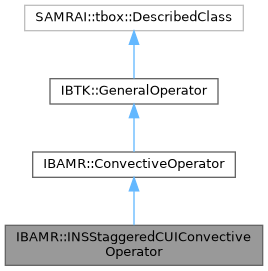 SAMRAI::tbox::DescribedClass
IBTK::GeneralOperator
IBAMR::ConvectiveOperator
IBAMR::INSStaggeredCUIConvective
Operator